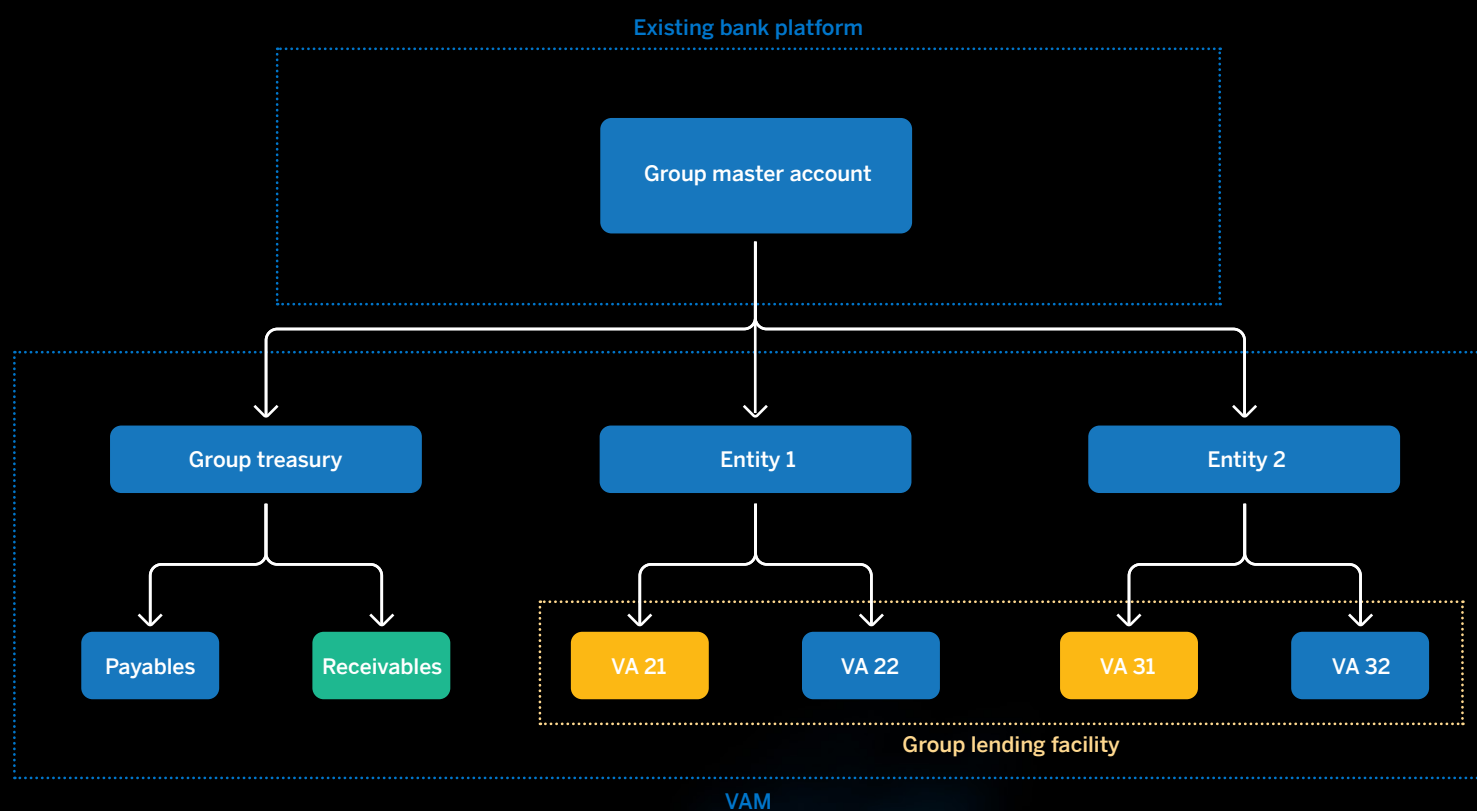 Existing bank platform
Group master account
Group treasury
Entity 1
Entity 2
Payables
Receivables
VA 21
VA 22
VA 31
VA 32
Group lending facility
VAM